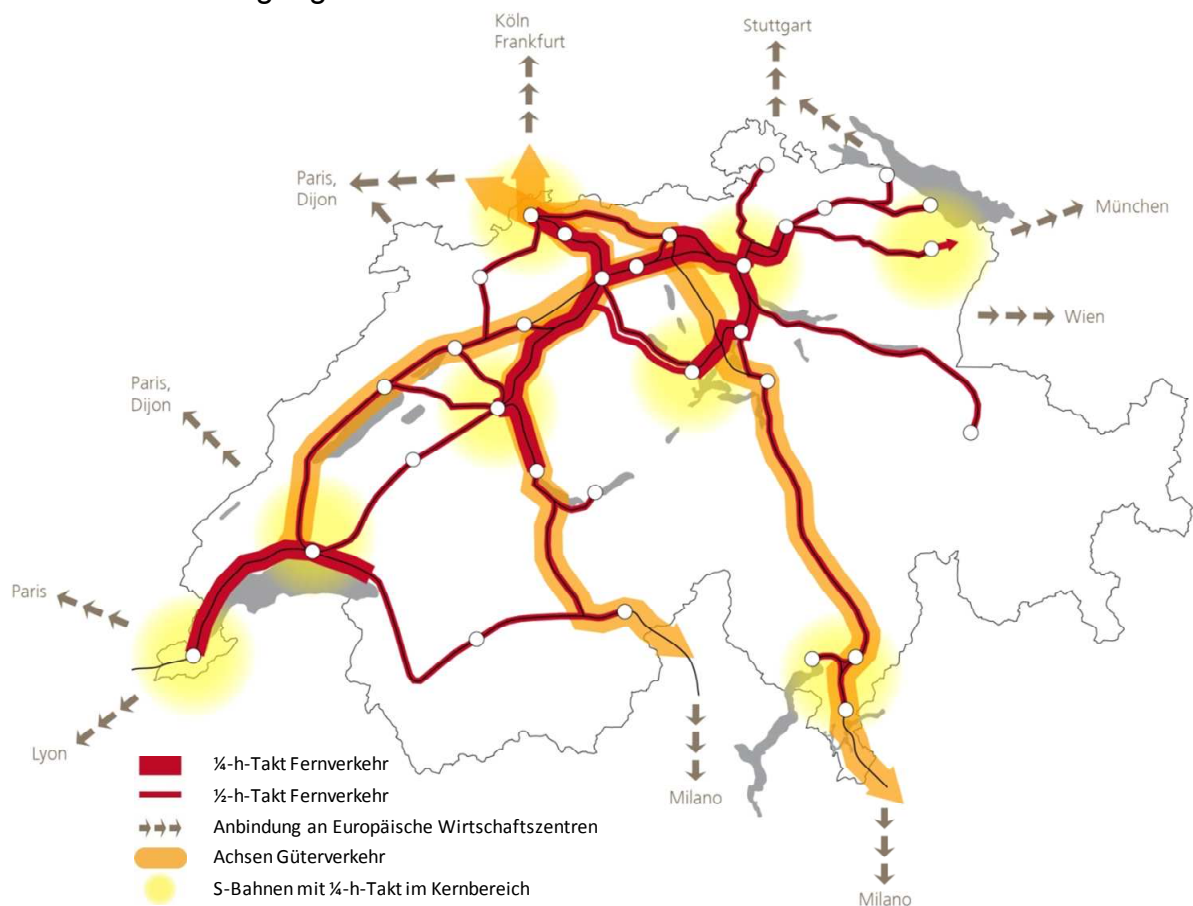 Köln
Frankfurt
Stuttgart
Paris,
Dijon
München
Wien
Paris,
Dijon
Paris
Lyon
Milano
Milano
¼-h-Takt Fernverkehr
½-h-Takt Fernverkehr
Anbindung an Europäische Wirtschaftszentren
Achsen Güterverkehr
S-Bahnen mit ¼-h-Takt im Kernbereich